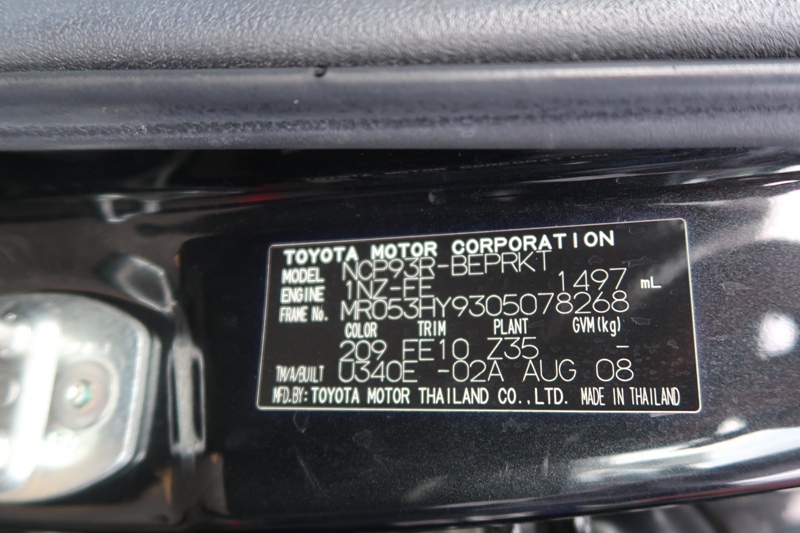 TOYOTA MOTOR CORPORATION
MODEL NCP93R-BEPRKT
ENGINE 1NZ-FE 1497 mL
FRAME No. MR053HY9305078268
COLOR TRIM PLANT GVM(kg)
209 FE10 Z35 -
TM/A/BUILT U340E -02A AUG 08
MFD.BY:TOYOTA MOTOR THAILAND CO.,LTD. MADE IN THAILAND